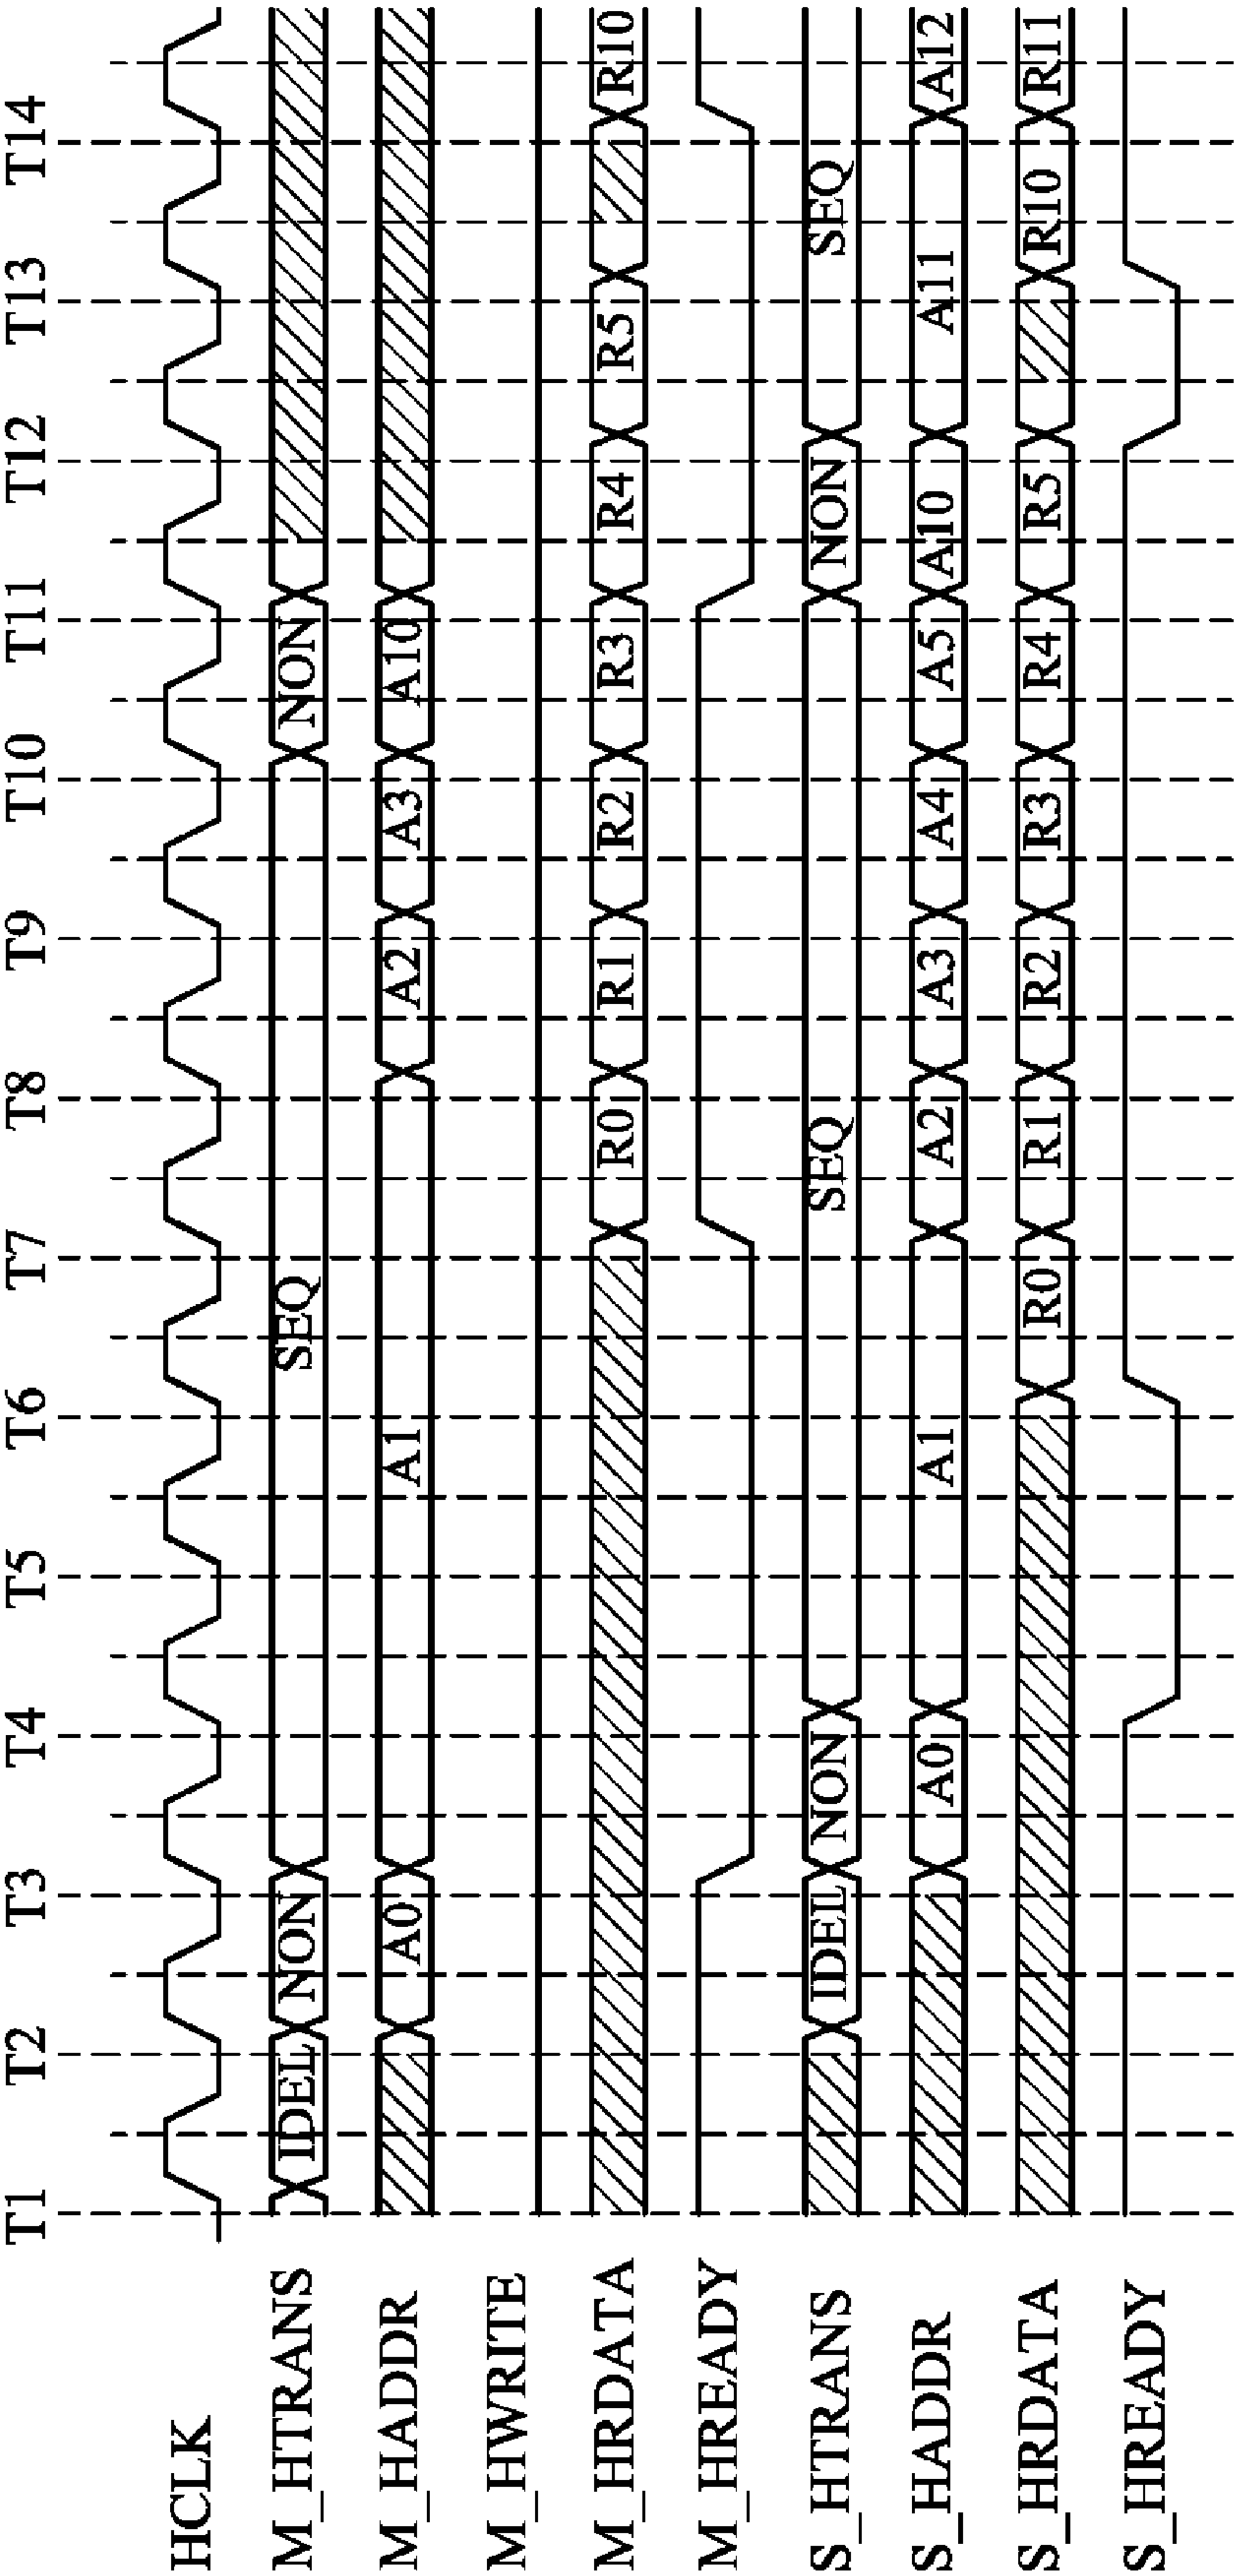 T1 T2 T3 T4 T5 T6 T7 T8 T9 T10 T11 T12 T13 T14
HCLK
M_HTRANS IDEL NON SEQ NON
M_HADDR A0 A1 A2 A3 A10
M_HWRITE
M_HRDATA R0 R1 R2 R3 R4 R5 R10
M_HREADY
S_HTRANS IDEL NON SEQ NON SEQ
S_HADDR A0 A1 A2 A3 A4 A5 A10 A11 A12
S_HRDATA R0 R1 R2 R3 R4 R5 R10 R11
S_HREADY